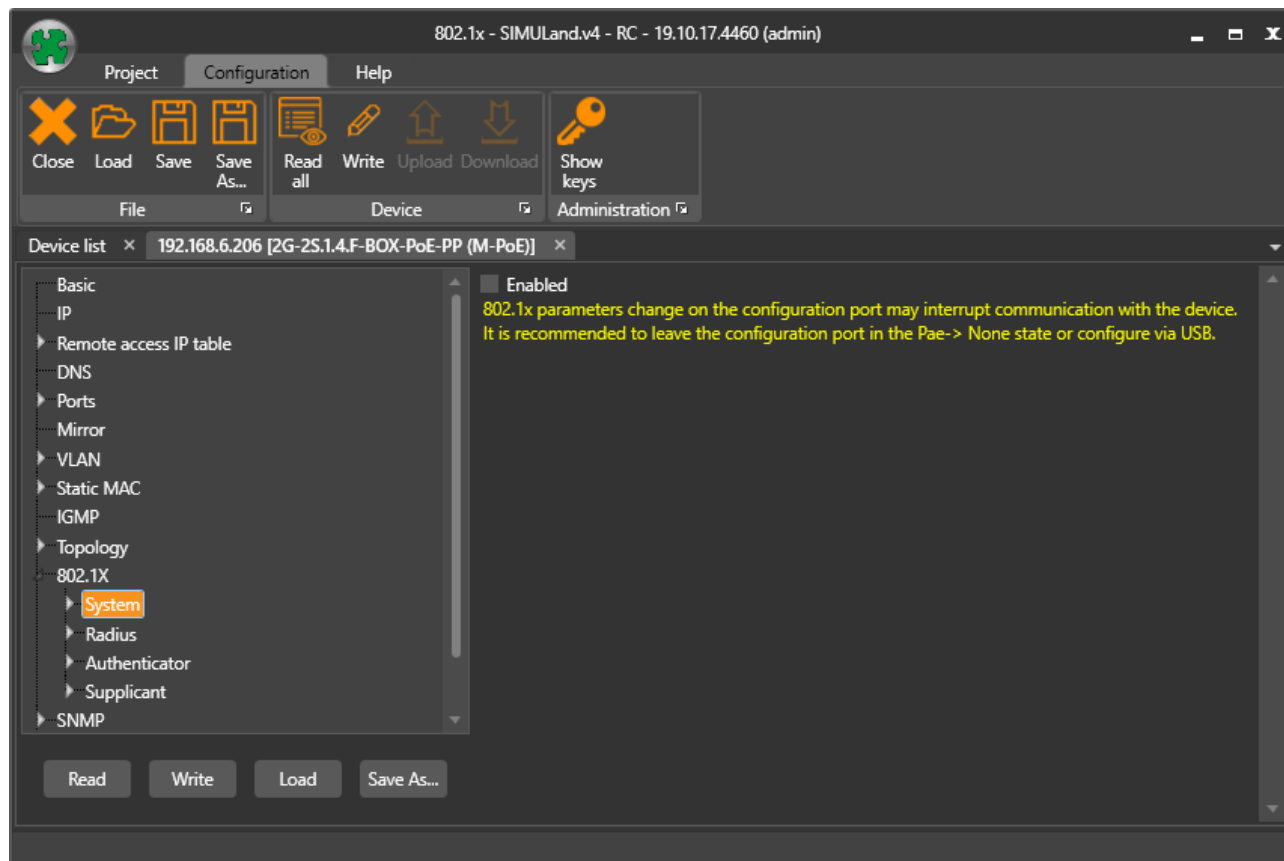 802.1x - SIMULand.v4 - RC - 19.10.17.4460 (admin)
Project Configuration Help
Close Load Save Save As... Read all Write Upload Download Show keys
File Device Administration
Device list × 192.168.6.206 [2G-2S.1.4.F-BOX-PoE-PP (M-PoE)] ×
Basic
IP
Remote access IP table
DNS
Ports
Mirror
VLAN
Static MAC
IGMP
Topology
802.1X
System
Radius
Authenticator
Supplicant
SNMP
Enabled
802.1x parameters change on the configuration port may interrupt communication with the device.
It is recommended to leave the configuration port in the Pae-> None state or configure via USB.
Read Write Load Save As...